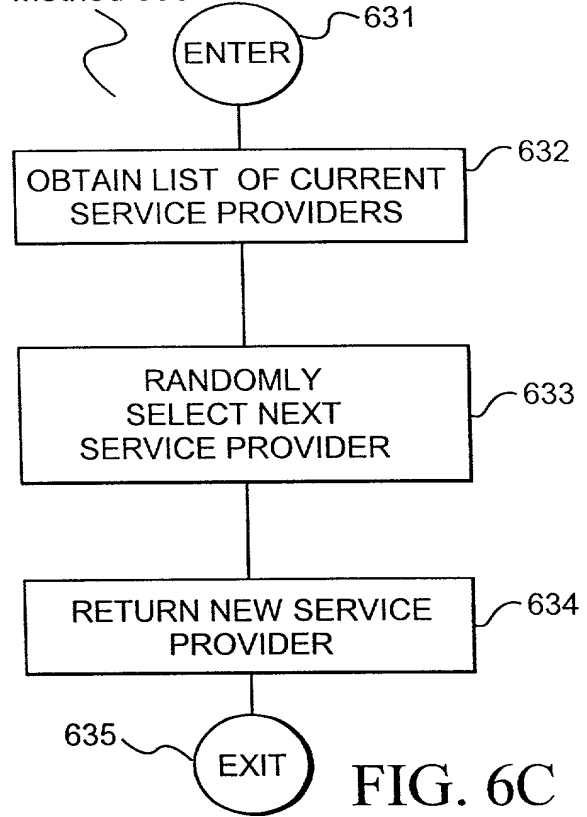 631
ENTER
632
OBTAIN LIST OF CURRENT
SERVICE PROVIDERS
RANDOMLY
SELECT NEXT
SERVICE PROVIDER
633
RETURN NEW SERVICE
PROVIDER
634
635
EXIT
FIG. 6C